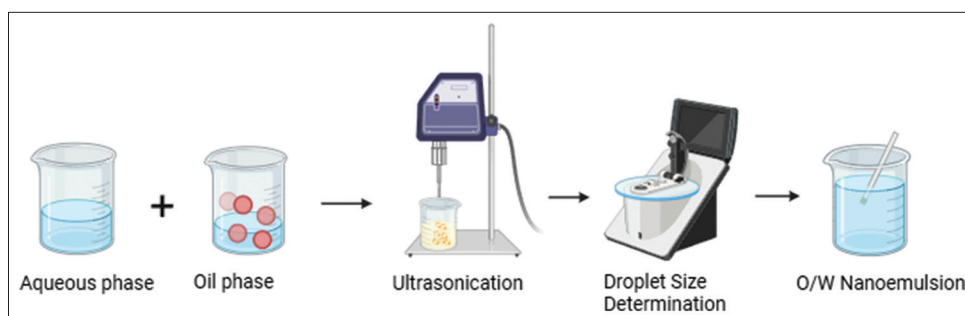 +
Aqueous phase
Oil phase
Ultrasonication
Droplet Size
Determination
O/W Nanoemulsion